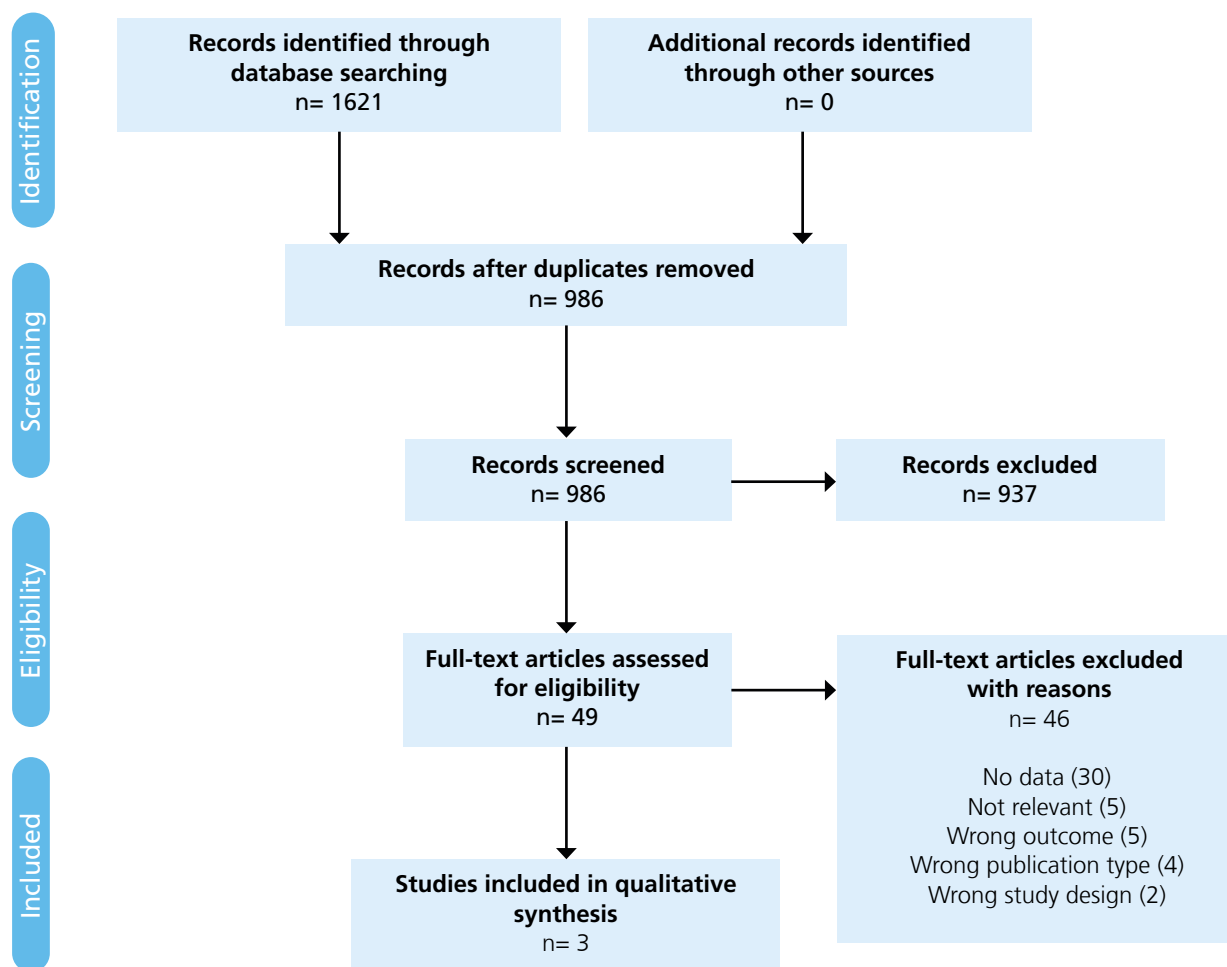 Identification
Records identified through
database searching
n= 1621
Additional records identified
through other sources
n= 0
Screening
Records after duplicates removed
n= 986
Records screened
n= 986
Records excluded
n= 937
Eligibility
Full-text articles assessed
for eligibility
n= 49
Full-text articles excluded
with reasons
n= 46
No data (30)
Not relevant (5)
Wrong outcome (5)
Wrong publication type (4)
Wrong study design (2)
Included
Studies included in qualitative
synthesis
n= 3